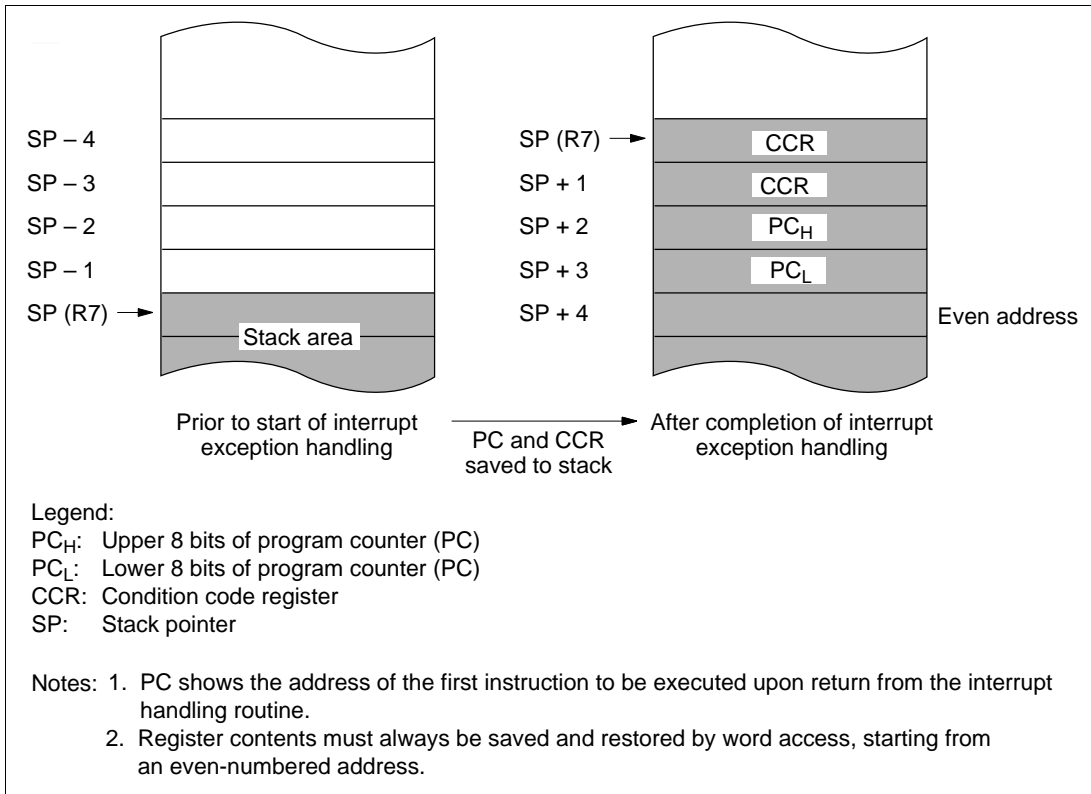 SP – 4
SP – 3
SP – 2
SP – 1
SP (R7)
Stack area
SP (R7)
SP + 1
SP + 2
SP + 3
SP + 4
CCR
CCR
PCH
PCL
Even address
Prior to start of interrupt
exception handling
PC and CCR
saved to stack
After completion of interrupt
exception handling
Legend:
PCH: Upper 8 bits of program counter (PC)
PCL: Lower 8 bits of program counter (PC)
CCR: Condition code register
SP: Stack pointer
Notes: 1. PC shows the address of the first instruction to be executed upon return from the interrupt
handling routine.
2. Register contents must always be saved and restored by word access, starting from
an even-numbered address.